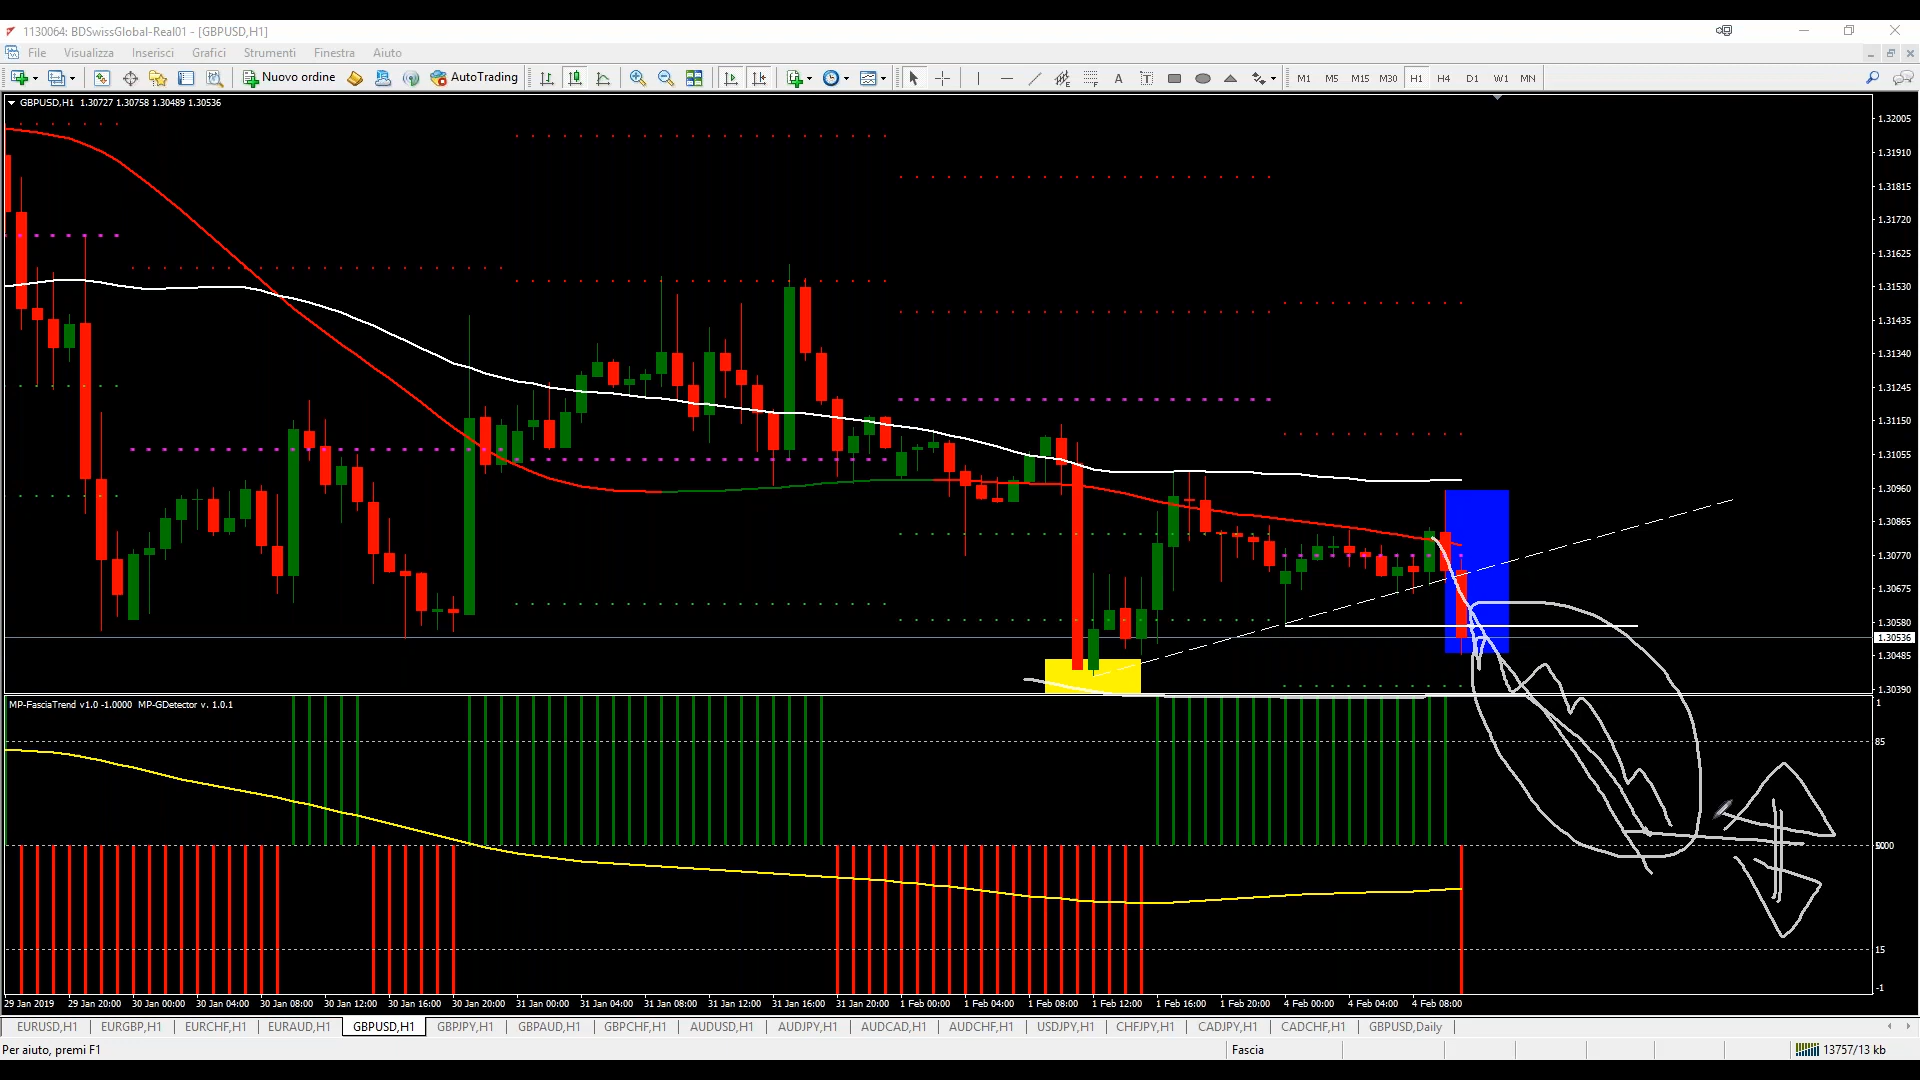 1130064: BDSwissGlobal-Real01 - [GBPUSD,H1]
File Visualizza Inserisci Grafici Strumenti Finestra Aiuto
Nuovo ordine AutoTrading A T M1 M5 M15 M30 H1 H4 D1 W1 MN
GBPUSD,H1 1.30727 1.30758 1.30489 1.30536
1.32005
1.31910
1.31815
1.31720
1.31625
1.31530
1.31435
1.31340
1.31245
1.31150
1.31055
1.30960
1.30865
1.30770
1.30675
1.30580
1.30536
1.30485
1.30390
MP-FasciaTrend v1.0 -1.0000 MP-GDetector v. 1.0.1
1
85
15
-1
29 Jan 2019 29 Jan 20:00 30 Jan 00:00 30 Jan 04:00 30 Jan 08:00 30 Jan 12:00 30 Jan 16:00 30 Jan 20:00 31 Jan 00:00 31 Jan 04:00 31 Jan 08:00 31 Jan 12:00 31 Jan 16:00 31 Jan 20:00 1 Feb 00:00 1 Feb 04:00 1 Feb 08:00 1 Feb 12:00 1 Feb 16:00 1 Feb 20:00 4 Feb 00:00 4 Feb 04:00 4 Feb 08:00
EURUSD,H1 EURGBP,H1 EURCHF,H1 EURAUD,H1 GBPUSD,H1 GBPJPY,H1 GBPAUD,H1 GBPCHF,H1 AUDUSD,H1 AUDJPY,H1 AUDCAD,H1 AUDCHF,H1 USDJPY,H1 CHFJPY,H1 CADJPY,H1 CADCHF,H1 GBPUSD,Daily
Per aiuto, premi F1 Fascia 13757/13 kb